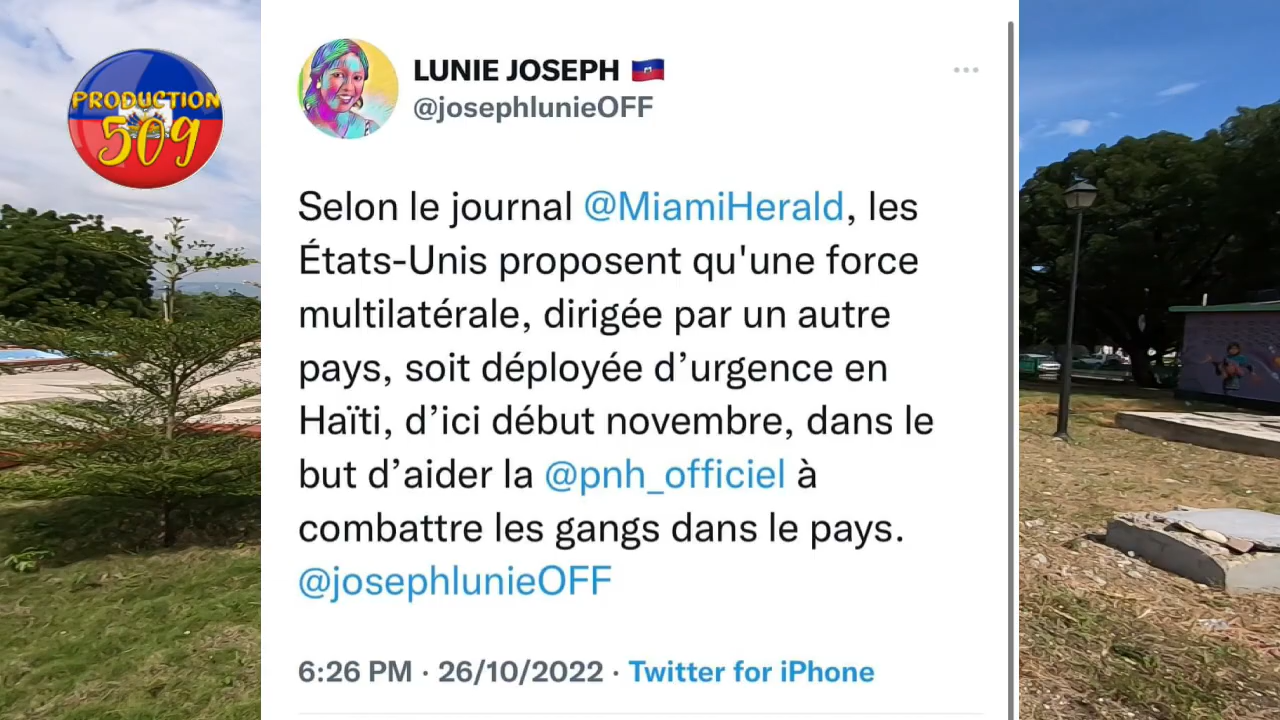 PRODUCTION
509
LUNIE JOSEPH
@josephlunieOFF
Selon le journal @MiamiHerald, les
États-Unis proposent qu'une force
multilatérale, dirigée par un autre
pays, soit déployée d’urgence en
Haïti, d’ici début novembre, dans le
but d’aider la @pnh_officiel à
combattre les gangs dans le pays.
@josephlunieOFF
6:26 PM · 26/10/2022 · Twitter for iPhone